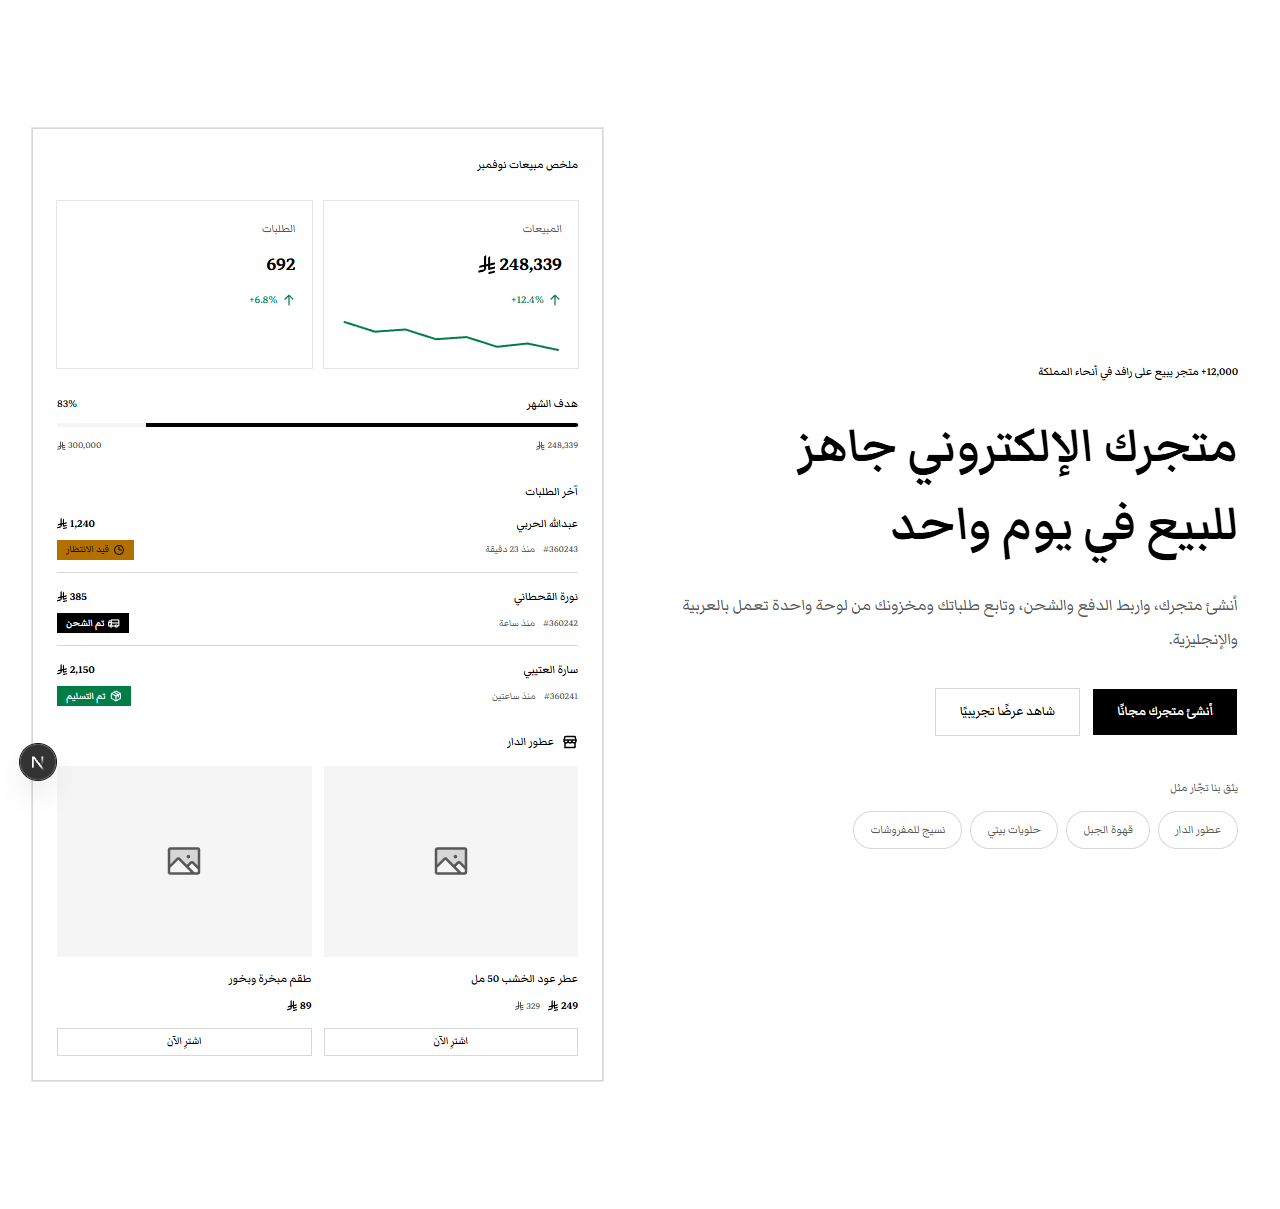 +12,000 متجر يبيع على رافد في أنحاء المملكة
متجرك الإلكتروني جاهز
للبيع في يوم واحد
أنشئ متجرك، واربط الدفع والشحن، وتابع طلباتك ومخزونك من لوحة واحدة تعمل بالعربية
والإنجليزية.
أنشئ متجرك مجانًا
شاهد عرضًا تجريبيًا
يثق بنا تجّار مثل
عطور الدار
قهوة الجبل
حلويات بيتي
نسيج للمفروشات
ملخص مبيعات نوفمبر
المبيعات
248,339 ⃁
+12.4%
الطلبات
692
+6.8%
هدف الشهر
83%
248,339 ⃁
300,000 ⃁
آخر الطلبات
عبدالله الحربي
1,240 ⃁
#360243 منذ 23 دقيقة
قيد الانتظار
نورة القحطاني
385 ⃁
#360242 منذ ساعة
تم الشحن
سارة العتيبي
2,150 ⃁
#360241 منذ ساعتين
تم التسليم
عطور الدار
عطر عود الخشب 50 مل
249 ⃁ 329 ⃁
اشترِ الآن
طقم مبخرة وبخور
89 ⃁
اشترِ الآن
N